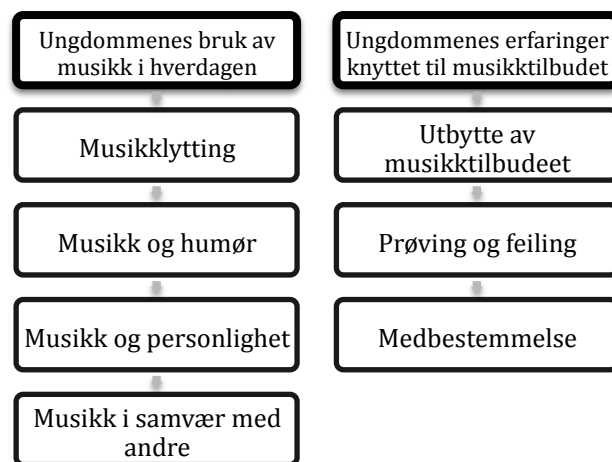 Ungdommenes bruk av
musikk i hverdagen
Musikklytting
Musikk og humør
Musikk og personlighet
Musikk i samvær med
andre
Ungdommenes erfaringer
knyttet til musikktilbudet
Utbytte av
musikktilbudeet
Prøving og feiling
Medbestemmelse